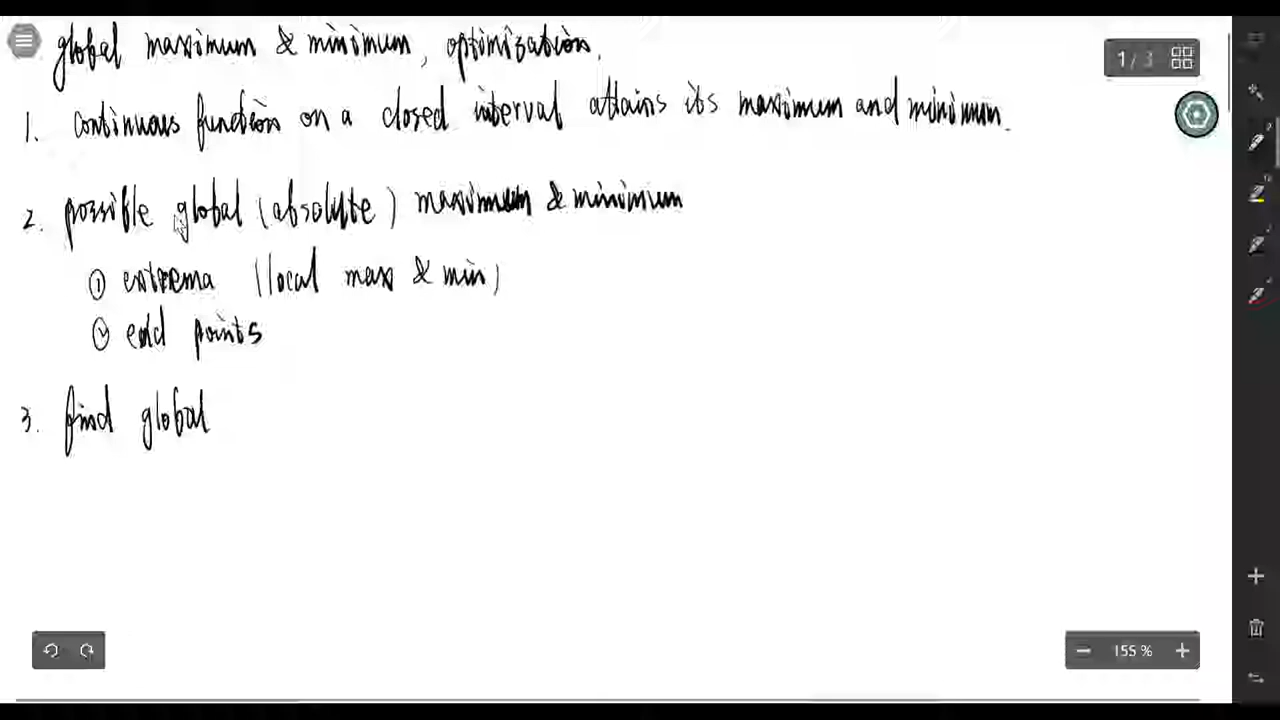 global maximum & minimum, optimization.
1 / 3
1. continuous function on a closed interval attains its maximum and minimum.
2. possible global (absolute) maximum & minimum
① extrema (local max & min)
② end points
3. find global
155 %